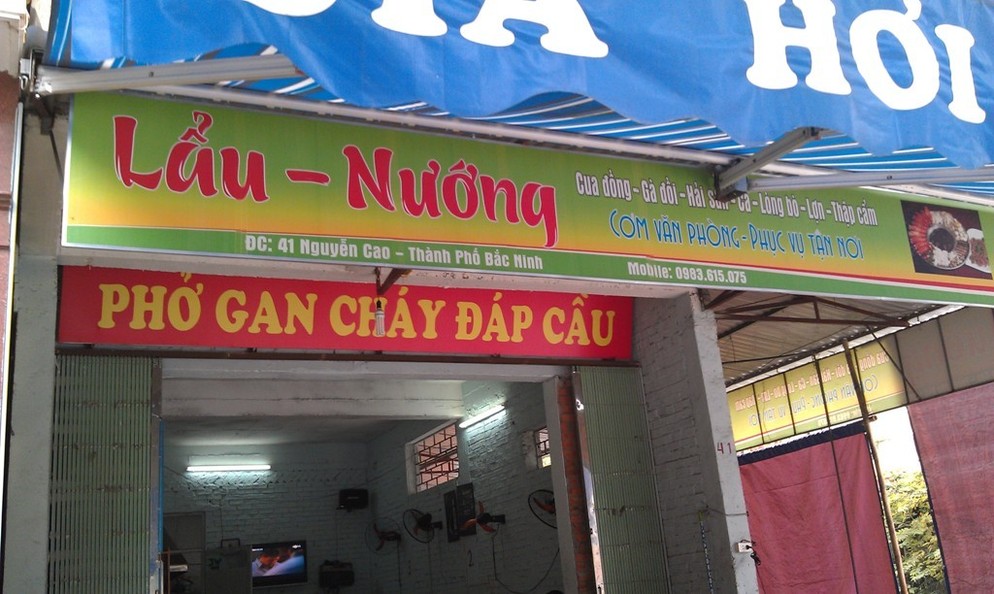 HƠI
Lẩu – Nướng
Cua đồng - Gà đồi - Hải Sản - Cá - Lòng bò - Lợn - Thập cẩm
CƠM VĂN PHÒNG - PHỤC VỤ TẬN NƠI
ĐC: 41 Nguyễn Cao – Thành Phố Bắc Ninh
Mobile: 0983.615.075
PHỞ GAN CHÁY ĐÁP CẦU
41